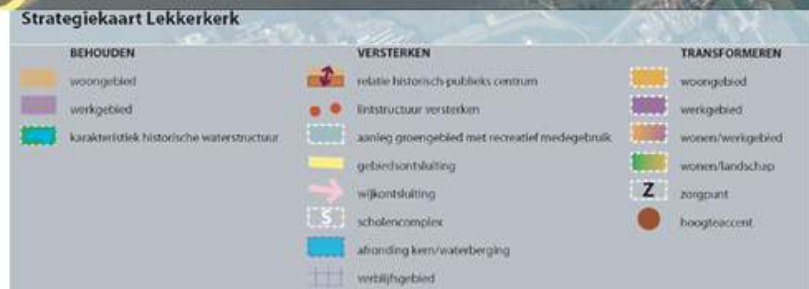 Strategiekaart Lekkerkerk
BEHOUDEN
woongebied
werkgebied
karakteristiek historische waterstructuur
VERSTERKEN
relatie historisch-publieks centrum
lintstructuur versterken
aanleg groengebied met recreatief medegebruik
gebiedsontsluiting
wijkontsluiting
S scholencomplex
afronding kern/waterberging
verblijfsgebied
TRANSFORMEREN
woongebied
werkgebied
wonen/werkgebied
wonen/landschap
Z zorgpunt
hoogteaccent